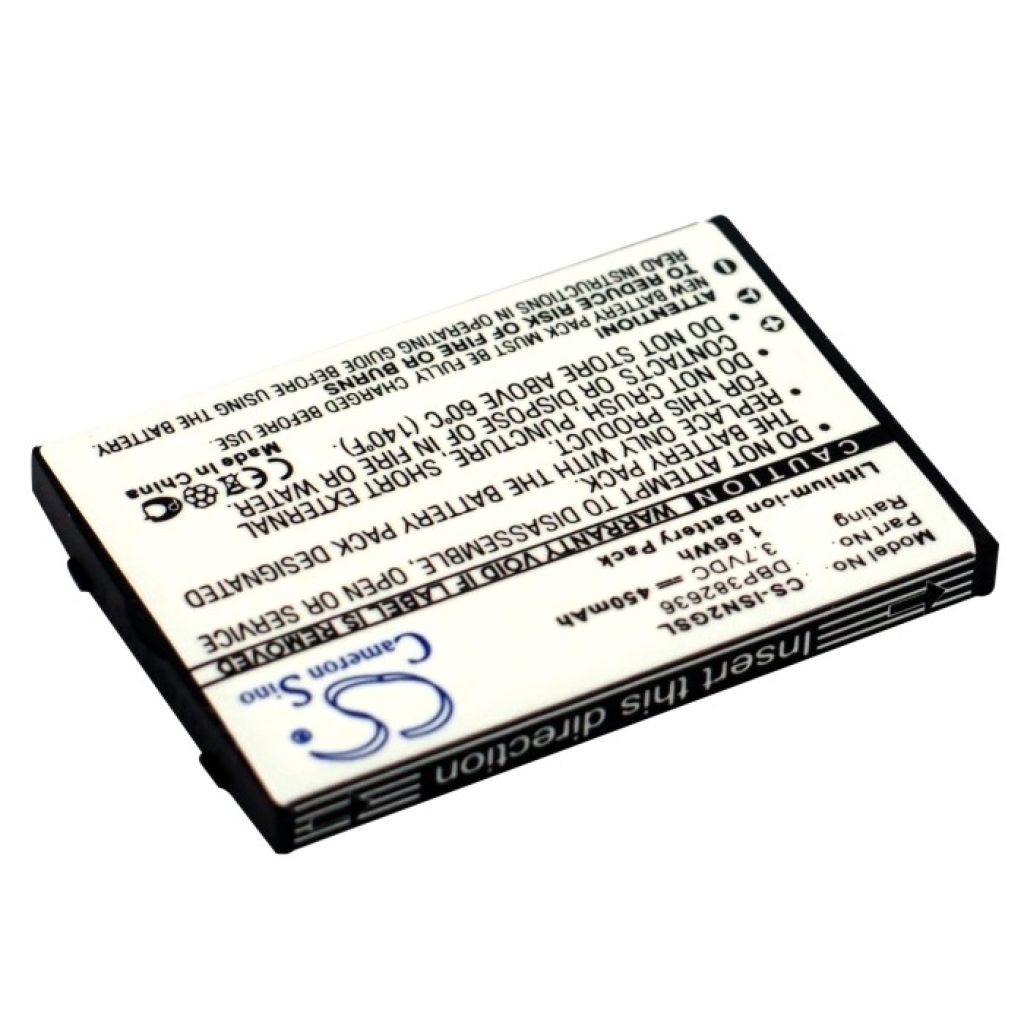 Cameron Sino
CS
®
Model No. : CS-ISN2GSL
Part No. : DBP382636
Rating : 3.7VDC ⎓ 450mAh
1.66Wh
Lithium-ion Battery Pack
CAUTION WARRANTY VOID IF SEAL IS REMOVED
• DO NOT ATTEMPT TO DISASSEMBLE, OPEN OR SERVICE
THE BATTERY PACK.
REPLACE ONLY WITH THE BATTERY PACK DESIGNATED
FOR THIS PRODUCT.
• DO NOT CRUSH, PUNCTURE, SHORT EXTERNAL
CONTACTS OR DISPOSE OF IN FIRE OR WATER.
DO NOT STORE ABOVE 60°C (140°F).
• DO
ATTENTION!
NEW BATTERY PACK MUST BE FULLY CHARGED BEFORE USE.
TO REDUCE RISK OF FIRE OR BURNS
READ INSTRUCTIONS IN OPERATING GUIDE BEFORE USING THE BATTERY.
CE
Made in China
Insert this direction